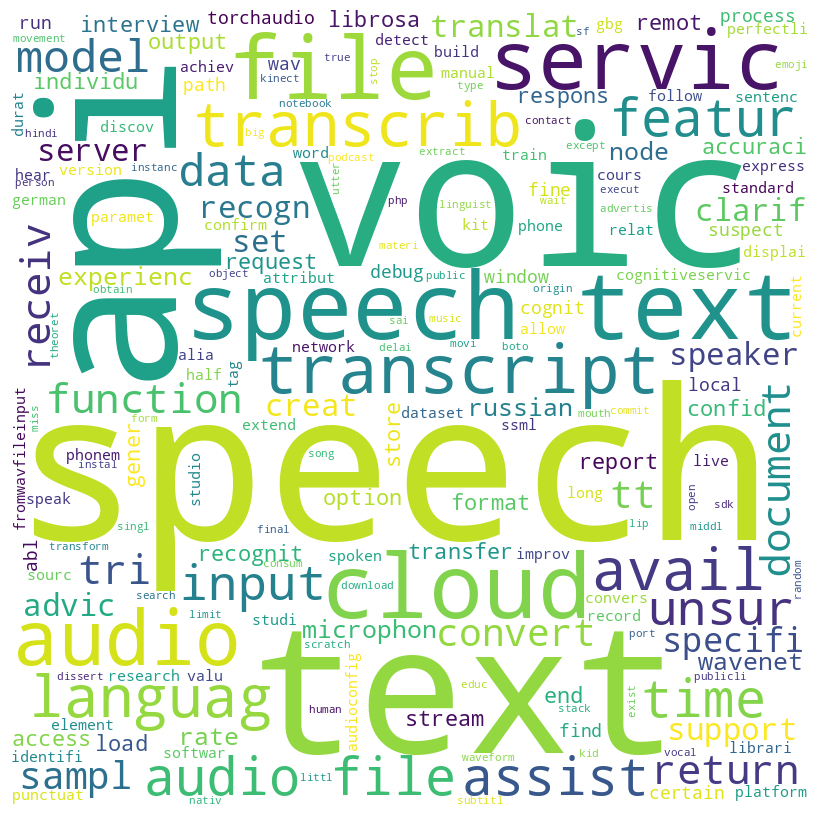 run
interview
torchaudio
librosa
translat
gbg
remot
process
perfectli
movement
model
output
achiev
wav
file
detect
true
sf
build
servic
emoji
individu
path
kinect
stop
manual
type
respons
follow
sentenc
durat
api
discov
notebook
transcrib
voic
contact
featur
hindi
hear
server
big
data
word
podcast
extract
train
except
node
accuraci
person
version
instanc
utter
php
linguist
wait
cours
execut
express
german
paramet
recogn
confirm
fine
kit
phone
advertis
relat
standard
clarif
suspect
receiv
set
materi
displai
experienc
request
object
attribut
debug
public
window
cognit
cognitiveservic
obtain
speech
text
origin
current
theoret
sai
music
allow
alia
network
delai
movi
boto
half
tag
transcript
speaker
function
creat
dataset
russian
mouth
commit
local
confid
miss
form
extend
song
ssml
store
document
fromwavfileinput
phonem
instal
gener
studio
speech
report
live
speak
option
format
long
tt
open
sdk
abl
singl
final
lip
middl
transform
recognit
spoken
transfer
improv
tri
consum
input
cloud
avail
random
sourc
search
download
convers
advic
limit
studi
record
unsur
audio
microphon
convert
port
specifi
scratch
dissert
research
valu
audioconfig
text
wavenet
publicli
languag
human
educ
stack
exist
time
element
stream
end
find
support
access
load
rate
kid
vocal
librari
identifi
softwar
waveform
sampl
audio
file
assist
return
punctuat
nativ
littl
subtitl
certain
platform